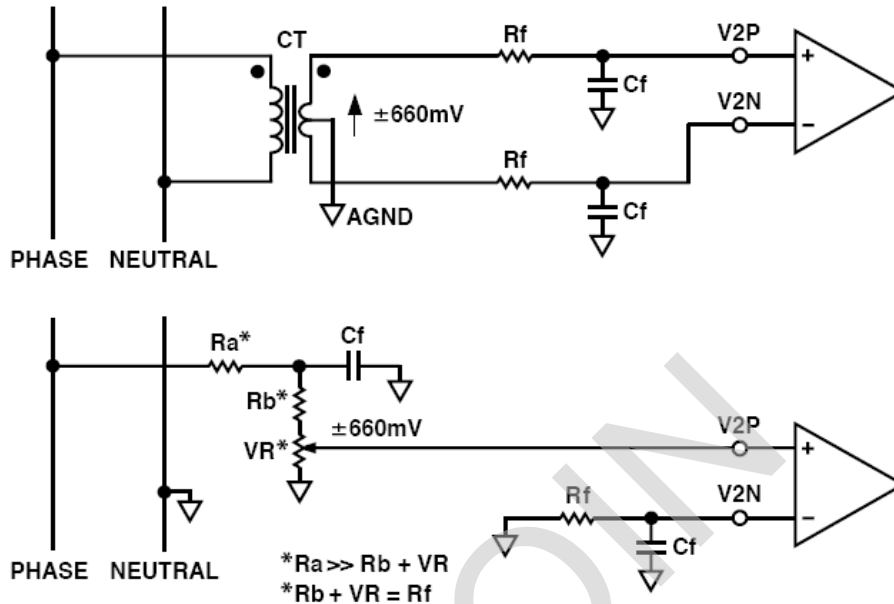 CT
Rf
V2P
+
Cf
±660mV
V2N
−
Rf
AGND
Cf
PHASE NEUTRAL
Ra*
Cf
Rb*
±660mV
V2P
VR*
+
Rf
V2N
−
Cf
PHASE NEUTRAL
*Ra >> Rb + VR
*Rb + VR = Rf
OIN